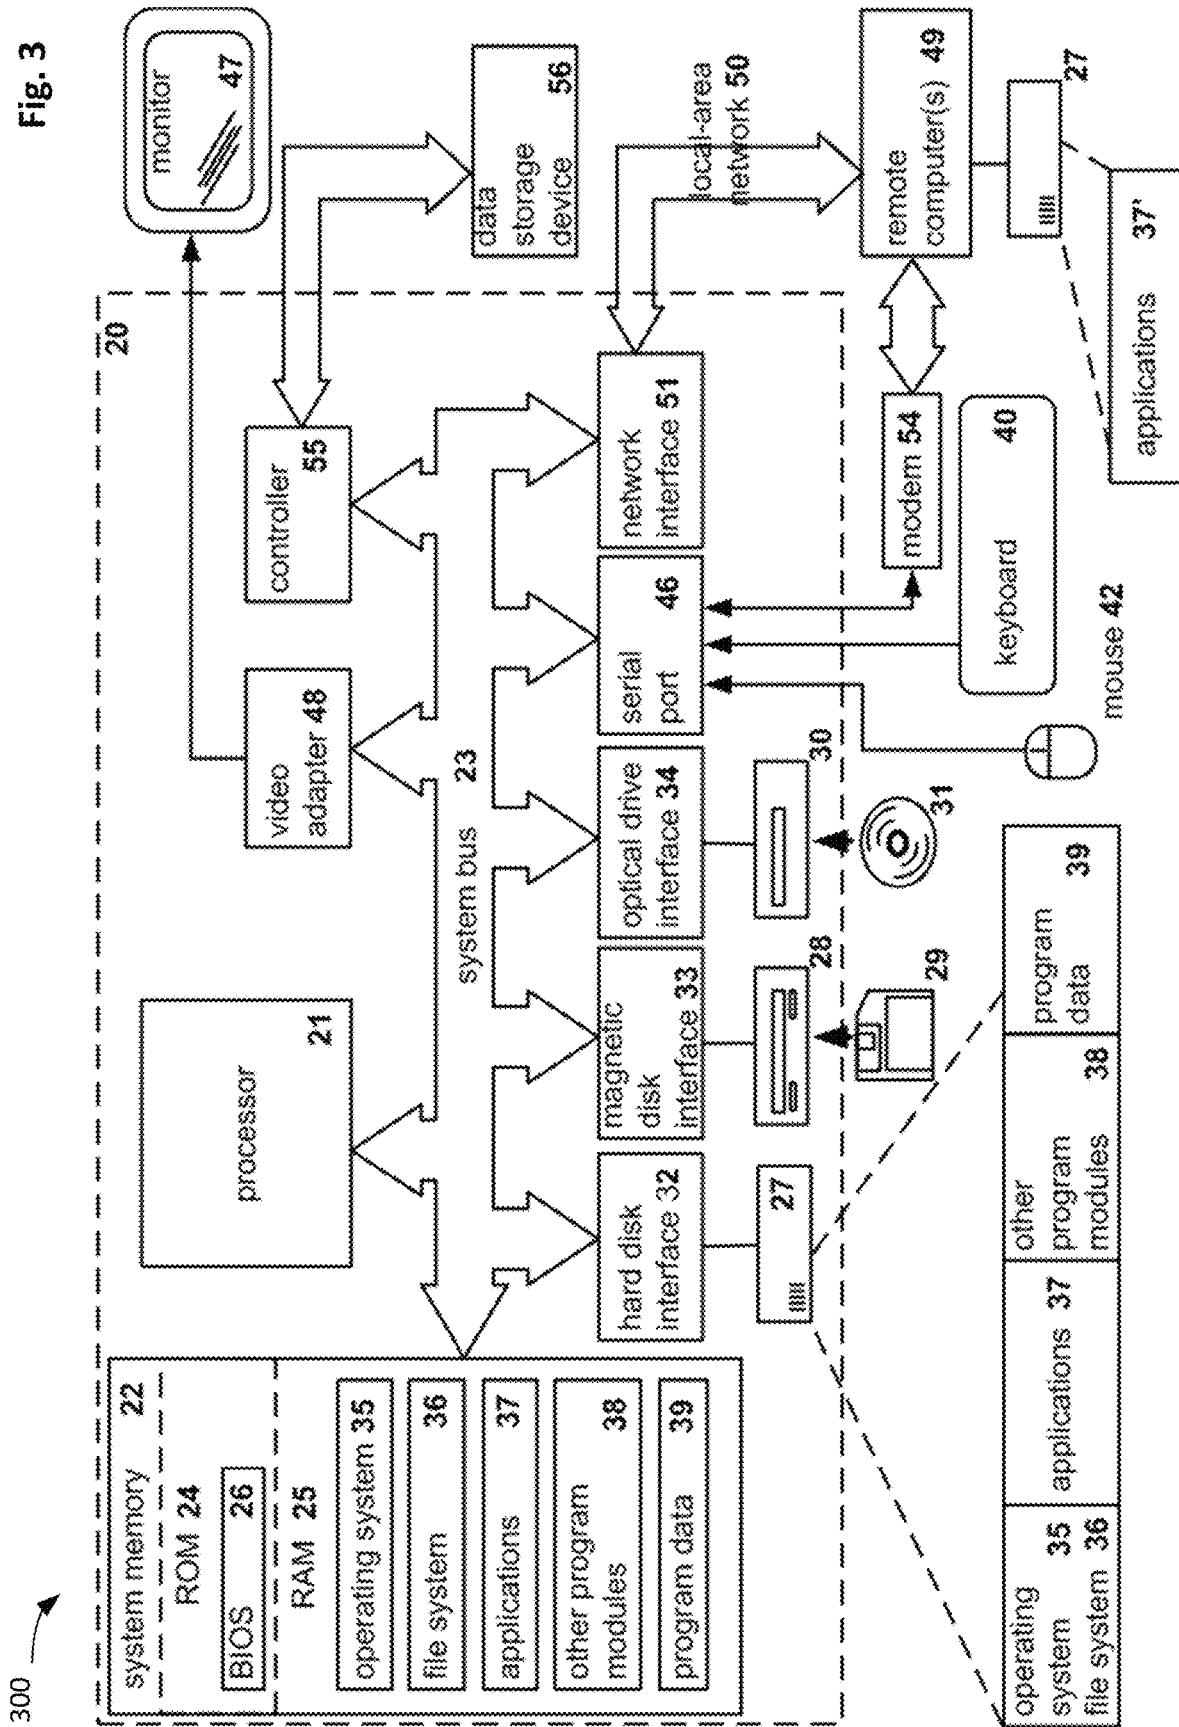 300
Fig. 3
20
system memory 22
ROM 24
BIOS 26
RAM 25
operating system 35
file system 36
applications 37
other program
modules 38
program data 39
processor
21
video
adapter 48
controller
55
monitor
47
system bus 23
data
storage
device 56
hard disk
interface 32
magnetic
disk
interface 33
optical drive
interface 34
serial
port 46
network
interface 51
local-area
network 50
27
28
30
29
31
mouse 42
keyboard
40
modem 54
remote
computer(s) 49
27
applications
37'
operating
system 35
file system 36
applications 37
other
program
modules 38
program
data 39